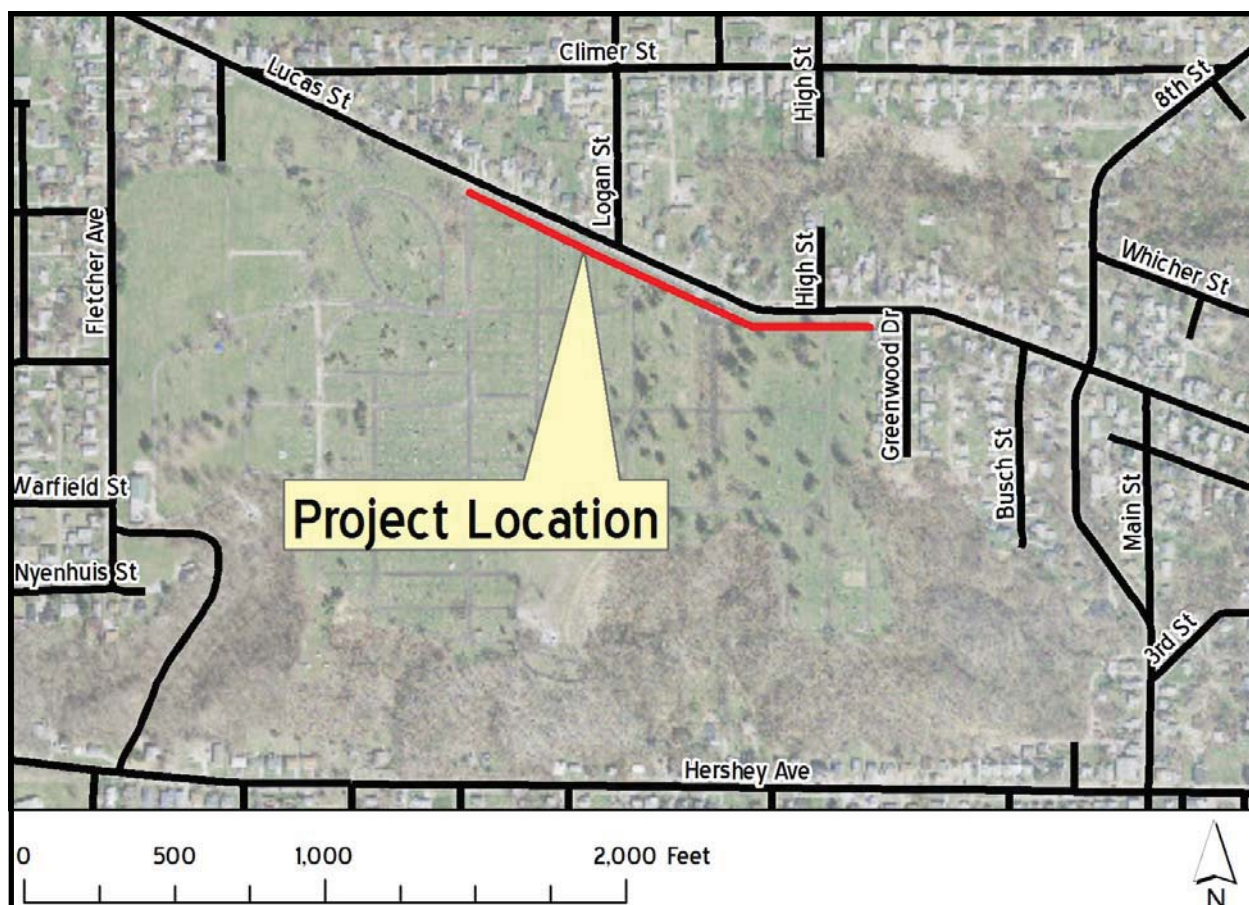 Climer St
High St
8th St
Lucas St
Logan St
Fletcher Ave
High St
Whicher St
Greenwood Dr
Warfield St
Project Location
Busch St
Main St
Nyenhuis St
3rd St
Hershey Ave
0 500 1,000 2,000 Feet
N